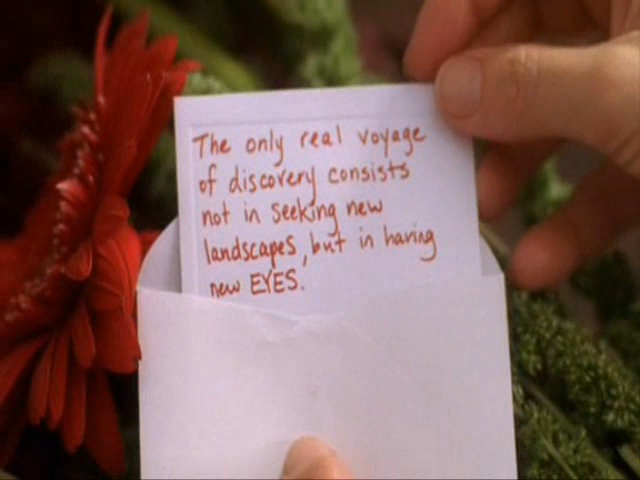 The only real voyage
of discovery consists
not in seeking new
landscapes, but in having
new EYES.